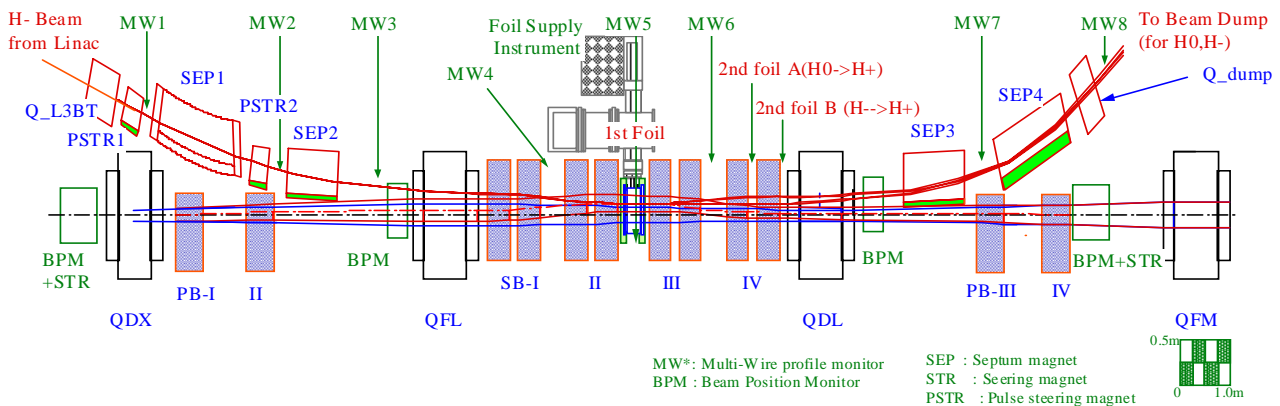 H- Beam
from Linac
MW1
MW2
MW3
Foil Supply
Instrument
MW5
MW6
MW7
MW8
To Beam Dump
(for H0,H-)
SEP1
MW4
2nd foil A(H0->H+)
SEP4
Q_dump
Q_L3BT
PSTR2
PSTR1
SEP2
1st Foil
2nd foil B (H-->H+)
SEP3
BPM
+STR
PB-I
II
BPM
SB-I
II
III
IV
BPM
PB-III
IV
BPM+STR
QDX
QFL
QDL
QFM
MW*: Multi-Wire profile monitor
BPM : Beam Position Monitor
SEP : Septum magnet
STR : Seering magnet
PSTR : Pulse steering magnet
0.5m
0
1.0m